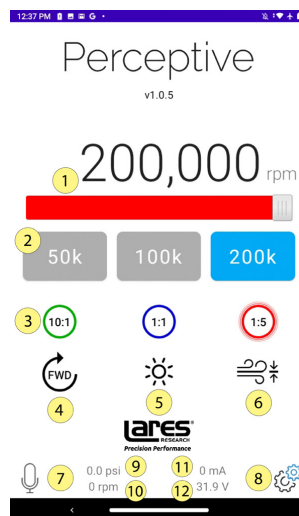 12:37 PM
Perceptive
v1.0.5
1 200,000 rpm
2
50k 100k 200k
3 10:1 1:1 1:5
FWD
4 5 6
Lares
RESEARCH
Precision Performance
7 0.0 psi 9 11 0 mA 8
0 rpm 10 12 31.9 V